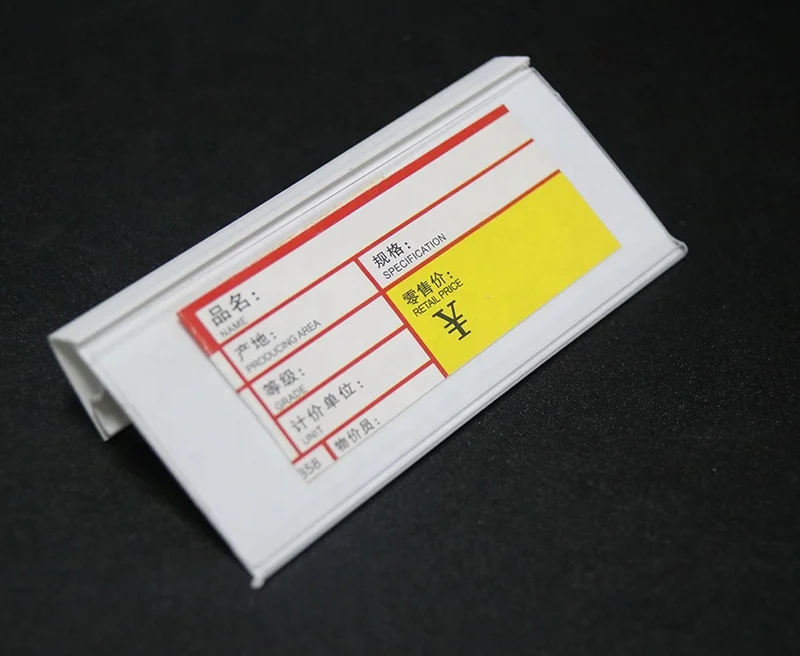 品名：
NAME
产地：
PRODUCING AREA
规格：
SPECIFICATION
等级：
GRADE
零售价：
RETAIL PRICE
¥
计价单位：
UNIT
物价员：
358